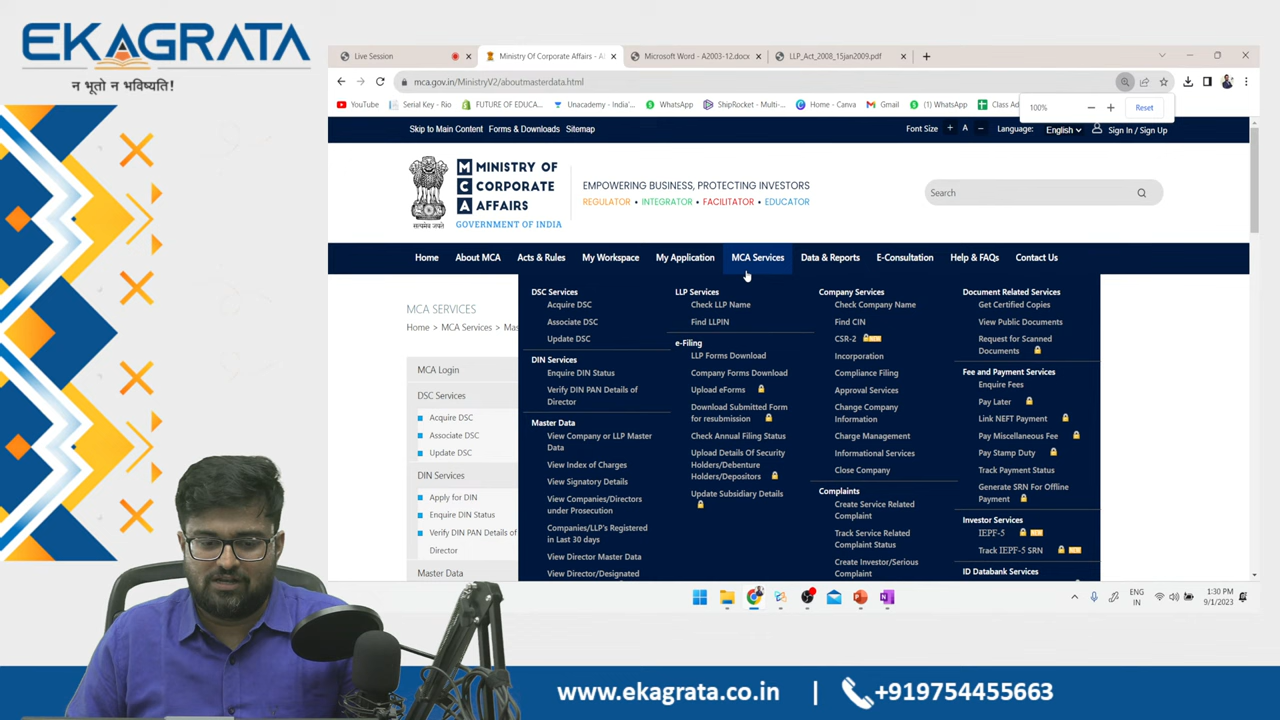 EKAGRATA
न भूतो न भविष्यति!
Live Session
Ministry Of Corporate Affairs - A
Microsoft Word - A2003-12.docx
LLP_Act_2008_15jan2009.pdf
mca.gov.in/MinistryV2/aboutmasterdata.html
YouTube
Serial Key - Rio
FUTURE OF EDUCA...
Unacademy - India'...
WhatsApp
ShipRocket - Multi-...
Home - Canva
Gmail
(1) WhatsApp
Class As
100%
Reset
Skip to Main Content
Forms & Downloads
Sitemap
Font Size + A −
Language:
English
Sign In / Sign Up
MINISTRY OF
CORPORATE
AFFAIRS
GOVERNMENT OF INDIA
सत्यमेव जयते
EMPOWERING BUSINESS, PROTECTING INVESTORS
REGULATOR • INTEGRATOR • FACILITATOR • EDUCATOR
Search
Home
About MCA
Acts & Rules
My Workspace
My Application
MCA Services
Data & Reports
E-Consultation
Help & FAQs
Contact Us
MCA SERVICES
Home > MCA Services > Mas
MCA Login
DSC Services
Acquire DSC
Associate DSC
Update DSC
DIN Services
Apply for DIN
Enquire DIN Status
Verify DIN PAN Details of
Director
Master Data
DSC Services
Acquire DSC
Associate DSC
Update DSC
DIN Services
Enquire DIN Status
Verify DIN PAN Details of
Director
Master Data
View Company or LLP Master
Data
View Index of Charges
View Signatory Details
View Companies/Directors
under Prosecution
Companies/LLP's Registered
in Last 30 days
View Director Master Data
View Director/Designated
LLP Services
Check LLP Name
Find LLPIN
e-Filing
LLP Forms Download
Company Forms Download
Upload eForms
Download Submitted Form
for resubmission
Check Annual Filing Status
Upload Details Of Security
Holders/Debenture
Holders/Depositors
Update Subsidiary Details
Company Services
Check Company Name
Find CIN
CSR-2 NEW
Incorporation
Compliance Filing
Approval Services
Change Company
Information
Charge Management
Informational Services
Close Company
Complaints
Create Service Related
Complaint
Track Service Related
Complaint Status
Create Investor/Serious
Complaint
Document Related Services
Get Certified Copies
View Public Documents
Request for Scanned
Documents
Fee and Payment Services
Enquire Fees
Pay Later
Link NEFT Payment
Pay Miscellaneous Fee
Pay Stamp Duty
Track Payment Status
Generate SRN For Offline
Payment
Investor Services
IEPF-5 NEW
Track IEPF-5 SRN NEW
ID Databank Services
ENG
IN
1:30 PM
9/1/2023
www.ekagrata.co.in | +919754455663